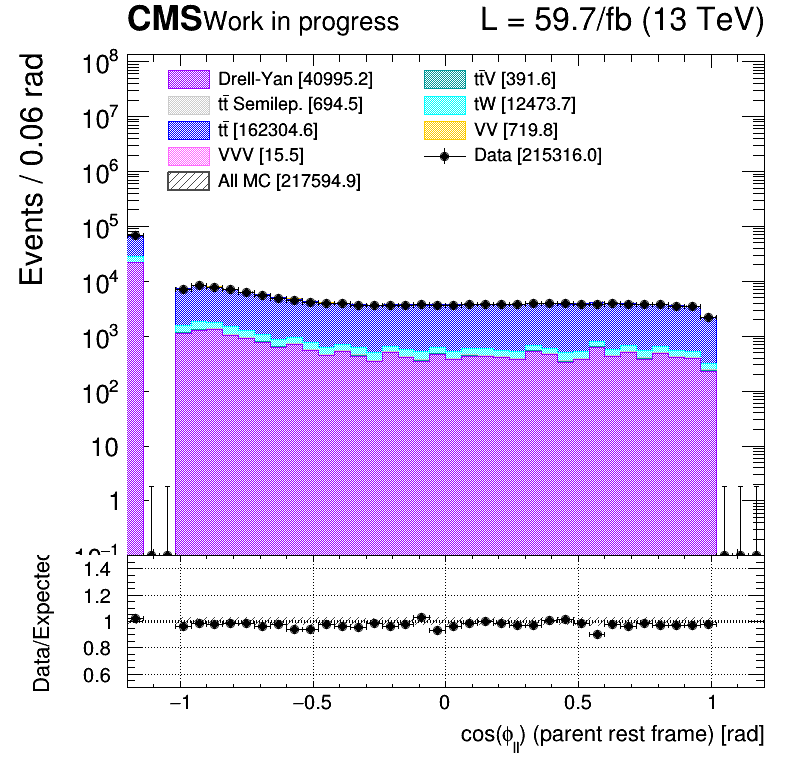 CMS Work in progress L = 59.7/fb (13 TeV)
Events / 0.06 rad
10⁸
10⁷
10⁶
10⁵
10⁴
10³
10²
10
1
10⁻¹
Drell-Yan [40995.2]
tt̄ Semilep. [694.5]
tt̄ [162304.6]
VVV [15.5]
All MC [217594.9]
tt̄V [391.6]
tW [12473.7]
VV [719.8]
Data [215316.0]
Data/Expected
1.4
1.2
1
0.8
0.6
−1 −0.5 0 0.5 1
cos(ϕ_ll) (parent rest frame) [rad]